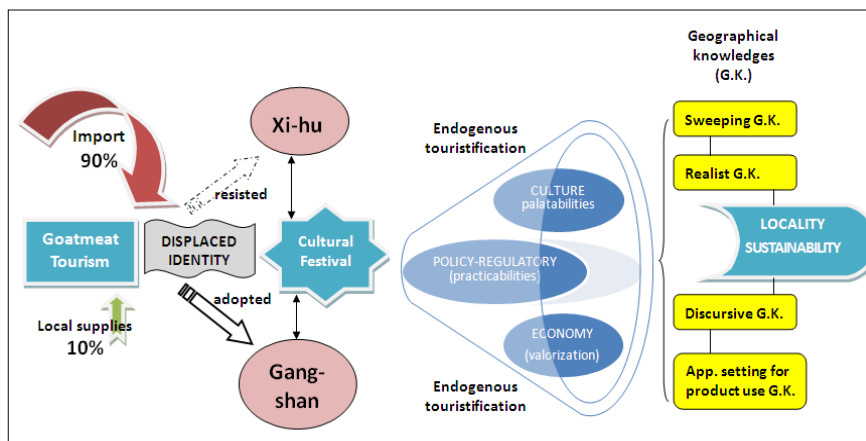 Import
90%
Goatmeat
Tourism
Local supplies
10%
DISPLACED
IDENTITY
resisted
adopted
Xi-hu
Cultural
Festival
Gang-
shan
Endogenous
touristification
CULTURE
palatabilities
POLICY-REGULATORY
(practicabilities)
ECONOMY
(valorization)
Endogenous
touristification
Geographical
knowledges
(G.K.)
Sweeping G.K.
Realist G.K.
LOCALITY
SUSTAINABILITY
Discursive G.K.
App. setting for
product use G.K.